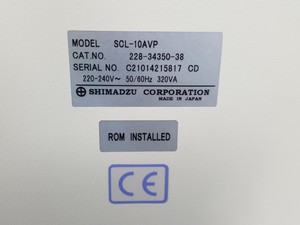 MODEL SCL-10AVP
CAT.NO. 228-34350-38
SERIAL NO. C21014215817 CD
220-240V~ 50/60Hz 320VA
SHIMADZU CORPORATION
MADE IN JAPAN
ROM INSTALLED
CE